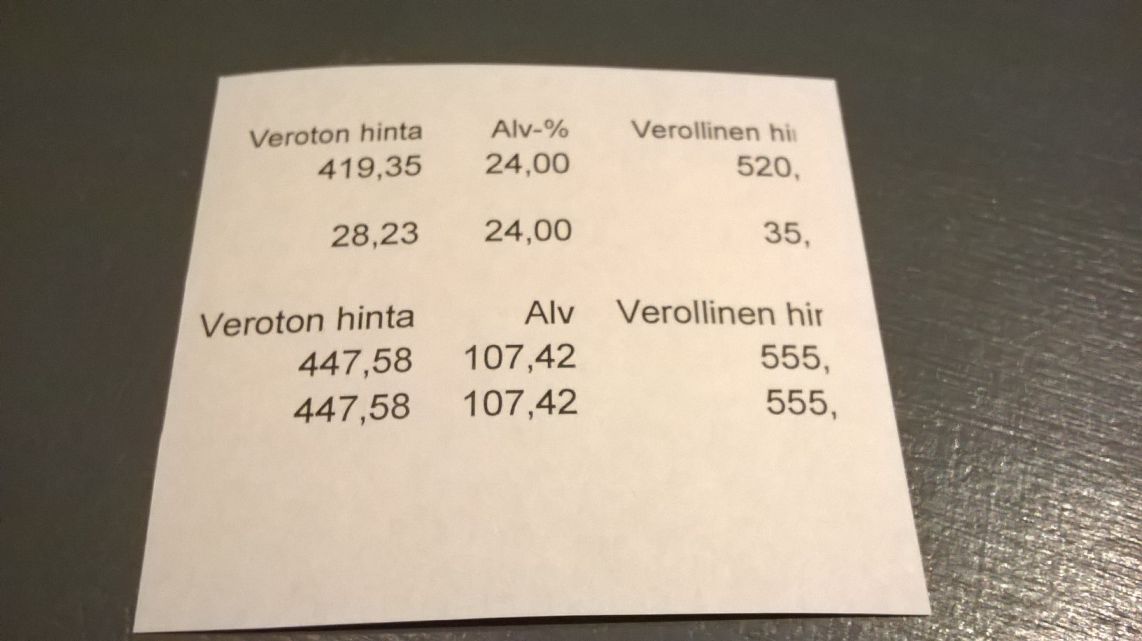 Veroton hinta Alv-% Verollinen hi
419,35 24,00 520,
28,23 24,00 35,
Veroton hinta Alv Verollinen hir
447,58 107,42 555,
447,58 107,42 555,